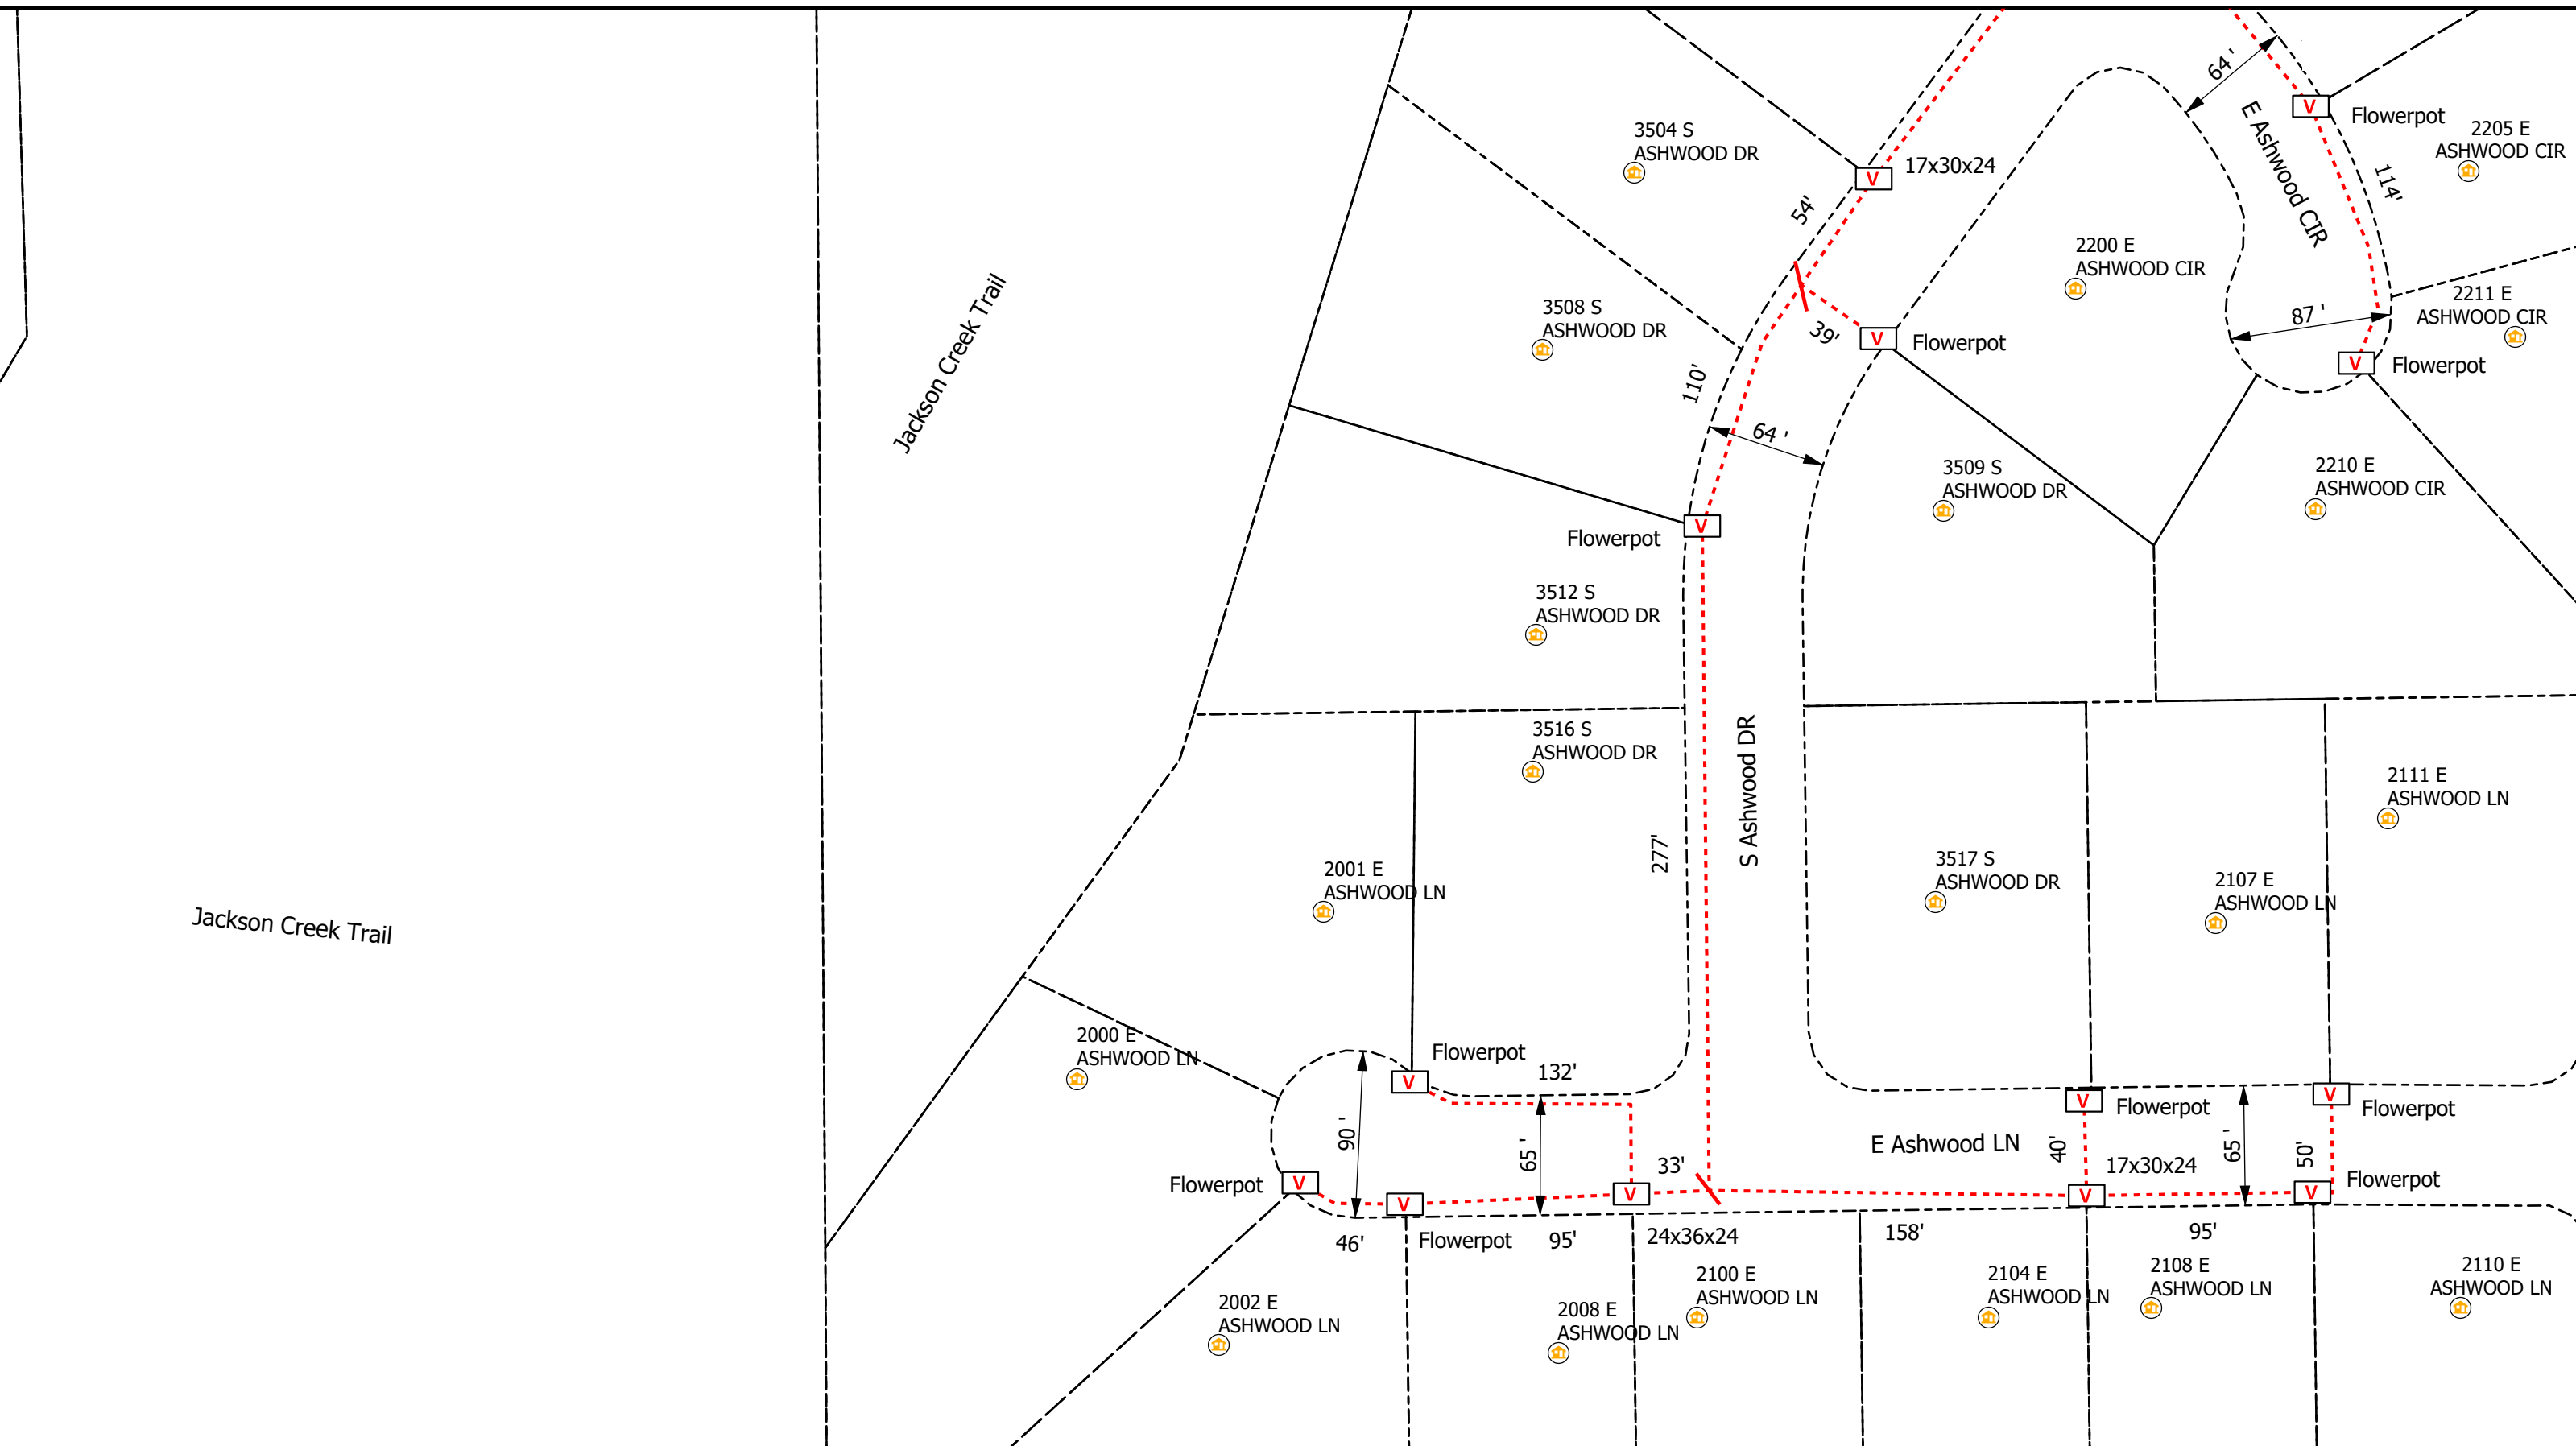 64 '
Flowerpot
2205 E
ASHWOOD CIR
3504 S
ASHWOOD DR
V
17x30x24
V
E Ashwood CIR
114'
54'
2200 E
ASHWOOD CIR
Jackson Creek Trail
3508 S
ASHWOOD DR
39'
V
Flowerpot
87 '
2211 E
ASHWOOD CIR
V
Flowerpot
110'
64 '
3509 S
ASHWOOD DR
2210 E
ASHWOOD CIR
V
Flowerpot
3512 S
ASHWOOD DR
3516 S
ASHWOOD DR
S Ashwood DR
277'
2111 E
ASHWOOD LN
2001 E
ASHWOOD LN
3517 S
ASHWOOD DR
2107 E
ASHWOOD LN
Jackson Creek Trail
2000 E
ASHWOOD LN
Flowerpot
V
132'
V
Flowerpot
V
Flowerpot
90 '
65 '
33'
E Ashwood LN
40'
17x30x24
65 '
50'
Flowerpot
Flowerpot
V
V
V
V
V
46'
Flowerpot
95'
24x36x24
158'
95'
2002 E
ASHWOOD LN
2008 E
ASHWOOD LN
2100 E
ASHWOOD LN
2104 E
ASHWOOD LN
2108 E
ASHWOOD LN
2110 E
ASHWOOD LN